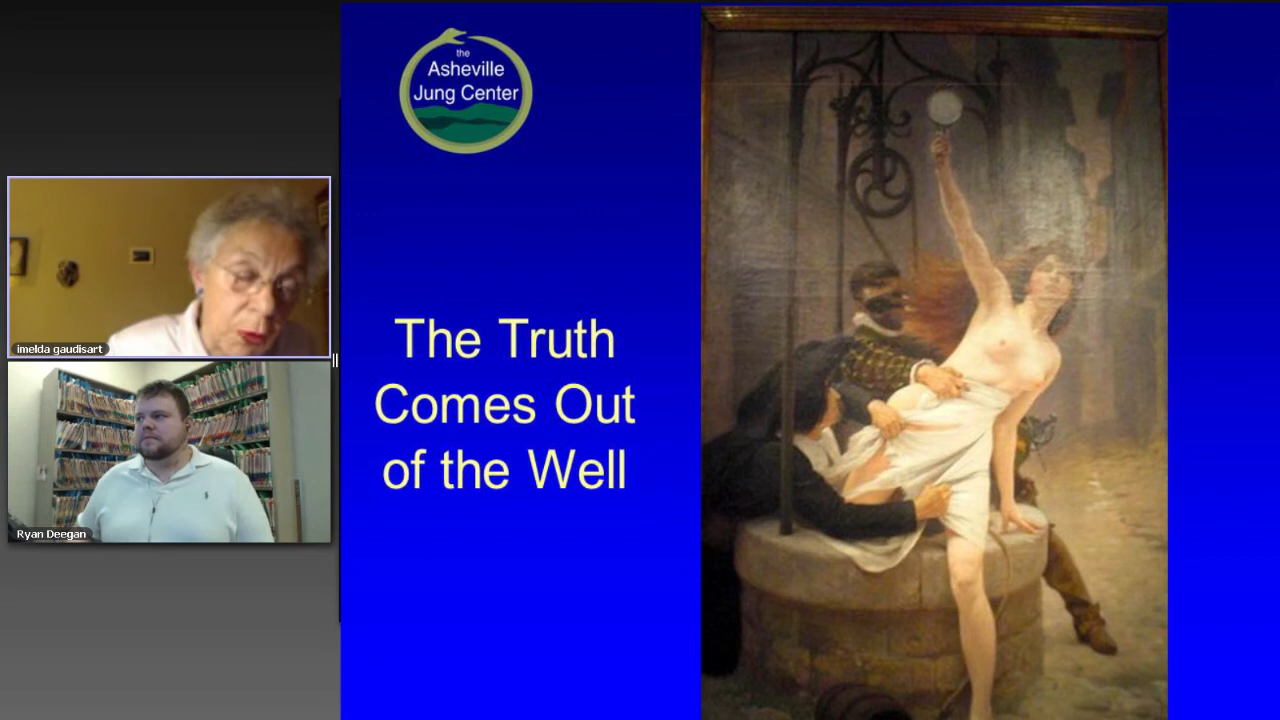 the
Asheville
Jung Center
imelda gaudisart
Ryan Deegan
The Truth
Comes Out
of the Well